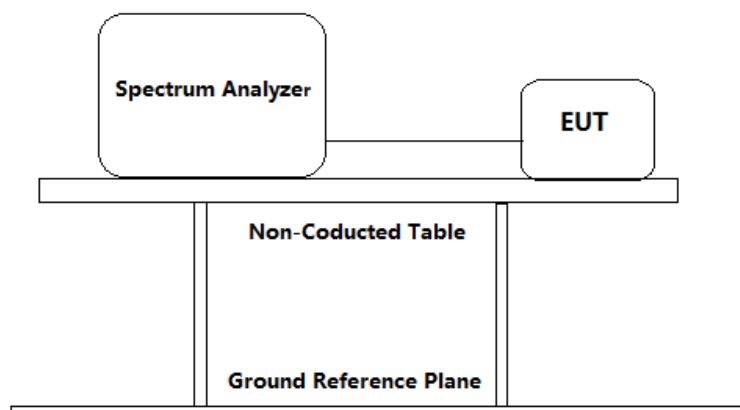 Spectrum Analyzer
EUT
Non-Coducted Table
Ground Reference Plane